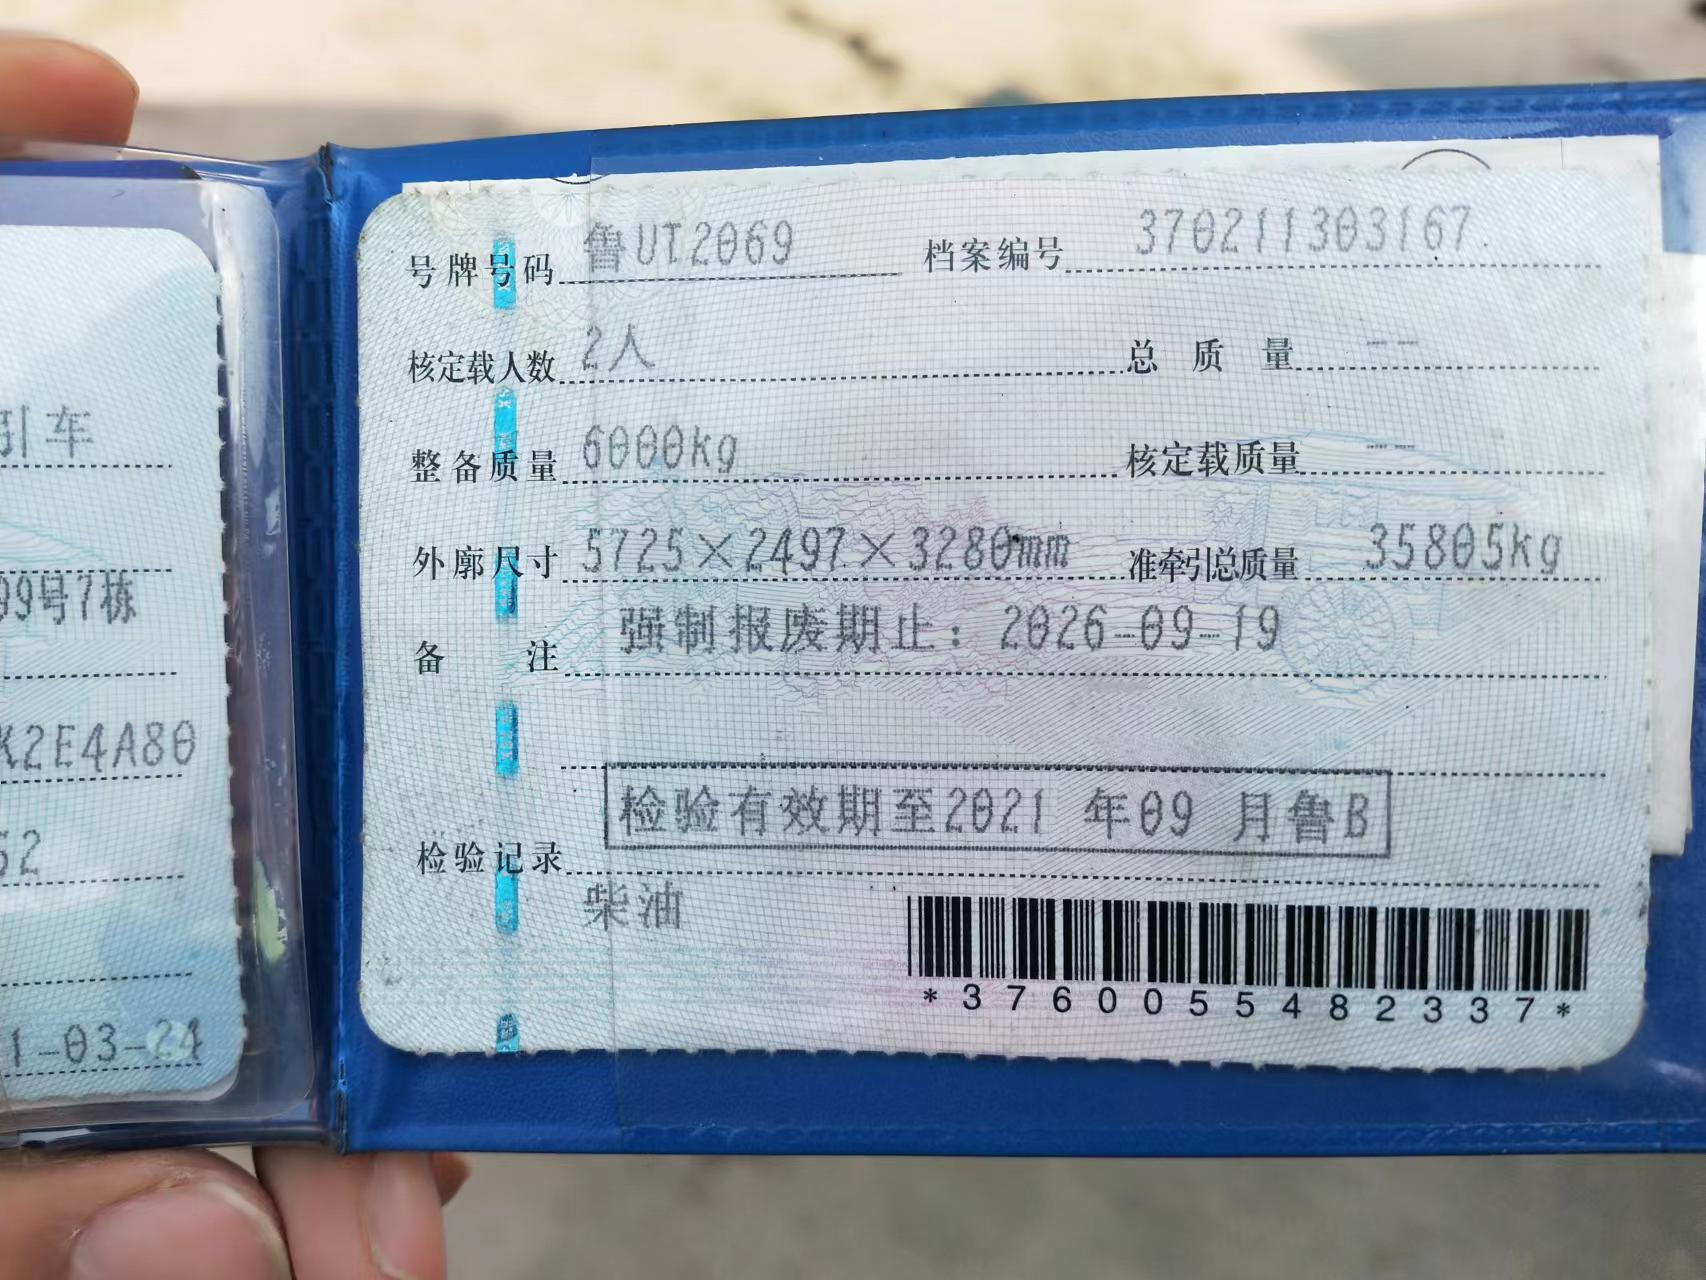 引车
99号7栋
K2E4A80
52
1-03-24
号牌号码 鲁UT2069 档案编号 370211303167
核定载人数 2人 总质量 --
整备质量 6000kg 核定载质量 --
外廓尺寸 5725×2497×3280mm 准牵引总质量 35805kg
备注 强制报废期止：2026-09-19
检验有效期至2021 年09 月鲁B
检验记录
柴油
*3760055482337*